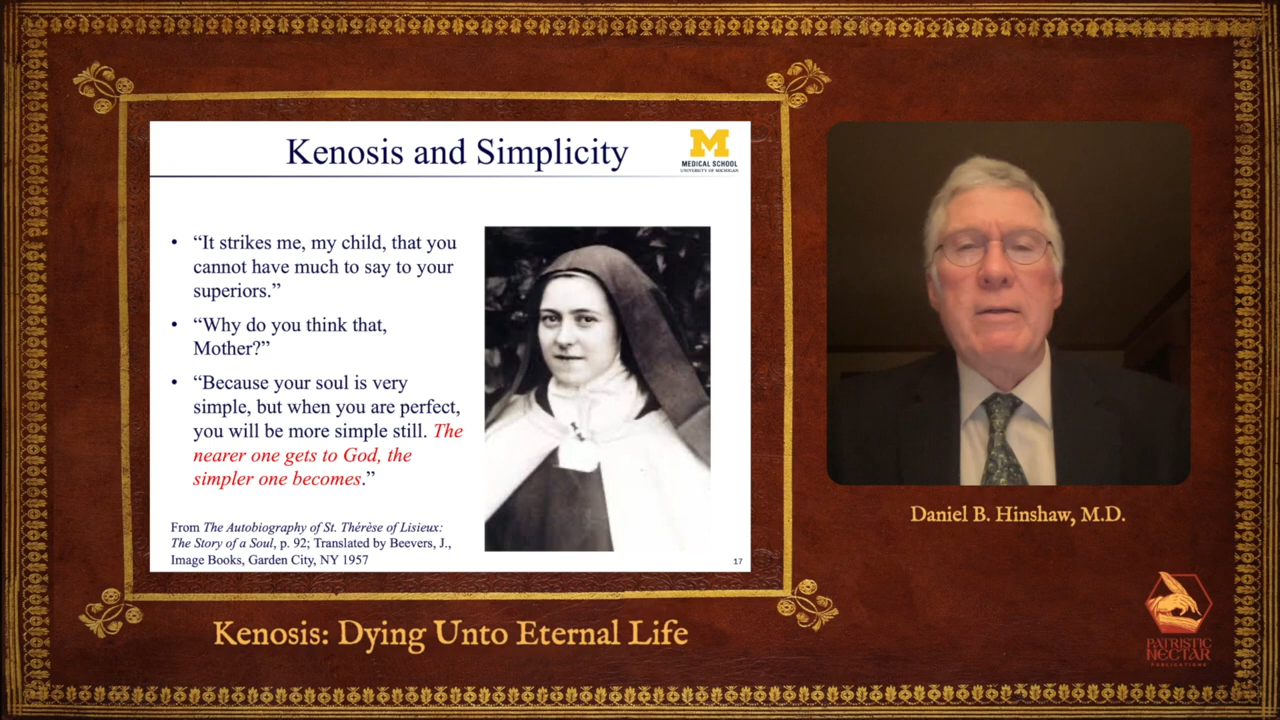 Kenosis and Simplicity
M
MEDICAL SCHOOL
UNIVERSITY OF MICHIGAN
• “It strikes me, my child, that you
cannot have much to say to your
superiors.”
• “Why do you think that,
Mother?”
• “Because your soul is very
simple, but when you are perfect,
you will be more simple still. The
nearer one gets to God, the
simpler one becomes.”
From The Autobiography of St. Thérèse of Lisieux:
The Story of a Soul, p. 92; Translated by Beevers, J.,
Image Books, Garden City, NY 1957
17
Daniel B. Hinshaw, M.D.
Kenosis: Dying Unto Eternal Life
PATRISTIC
NECTAR
PUBLICATIONS